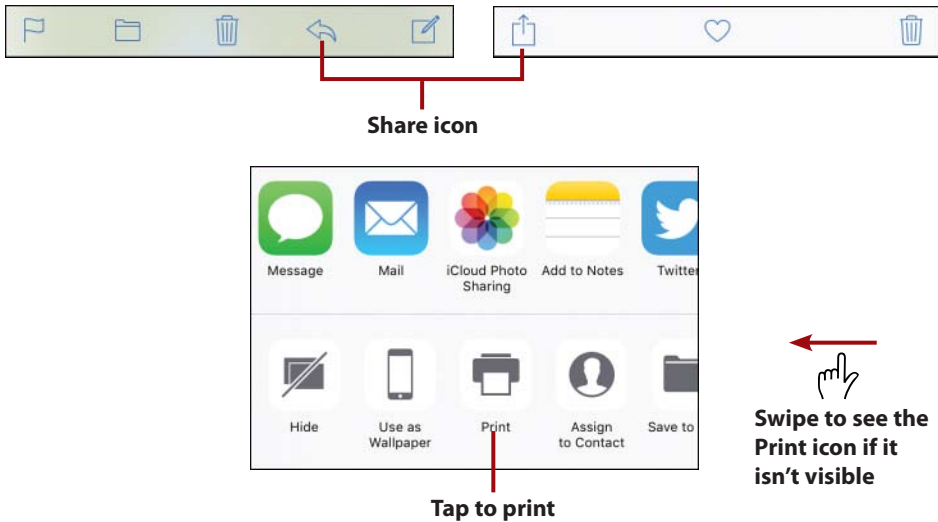 Share icon
Message Mail iCloud Photo Add to Notes Twitter
Sharing
Hide Use as Print Assign Save to
Wallpaper to Contact
Swipe to see the
Print icon if it
isn't visible
Tap to print